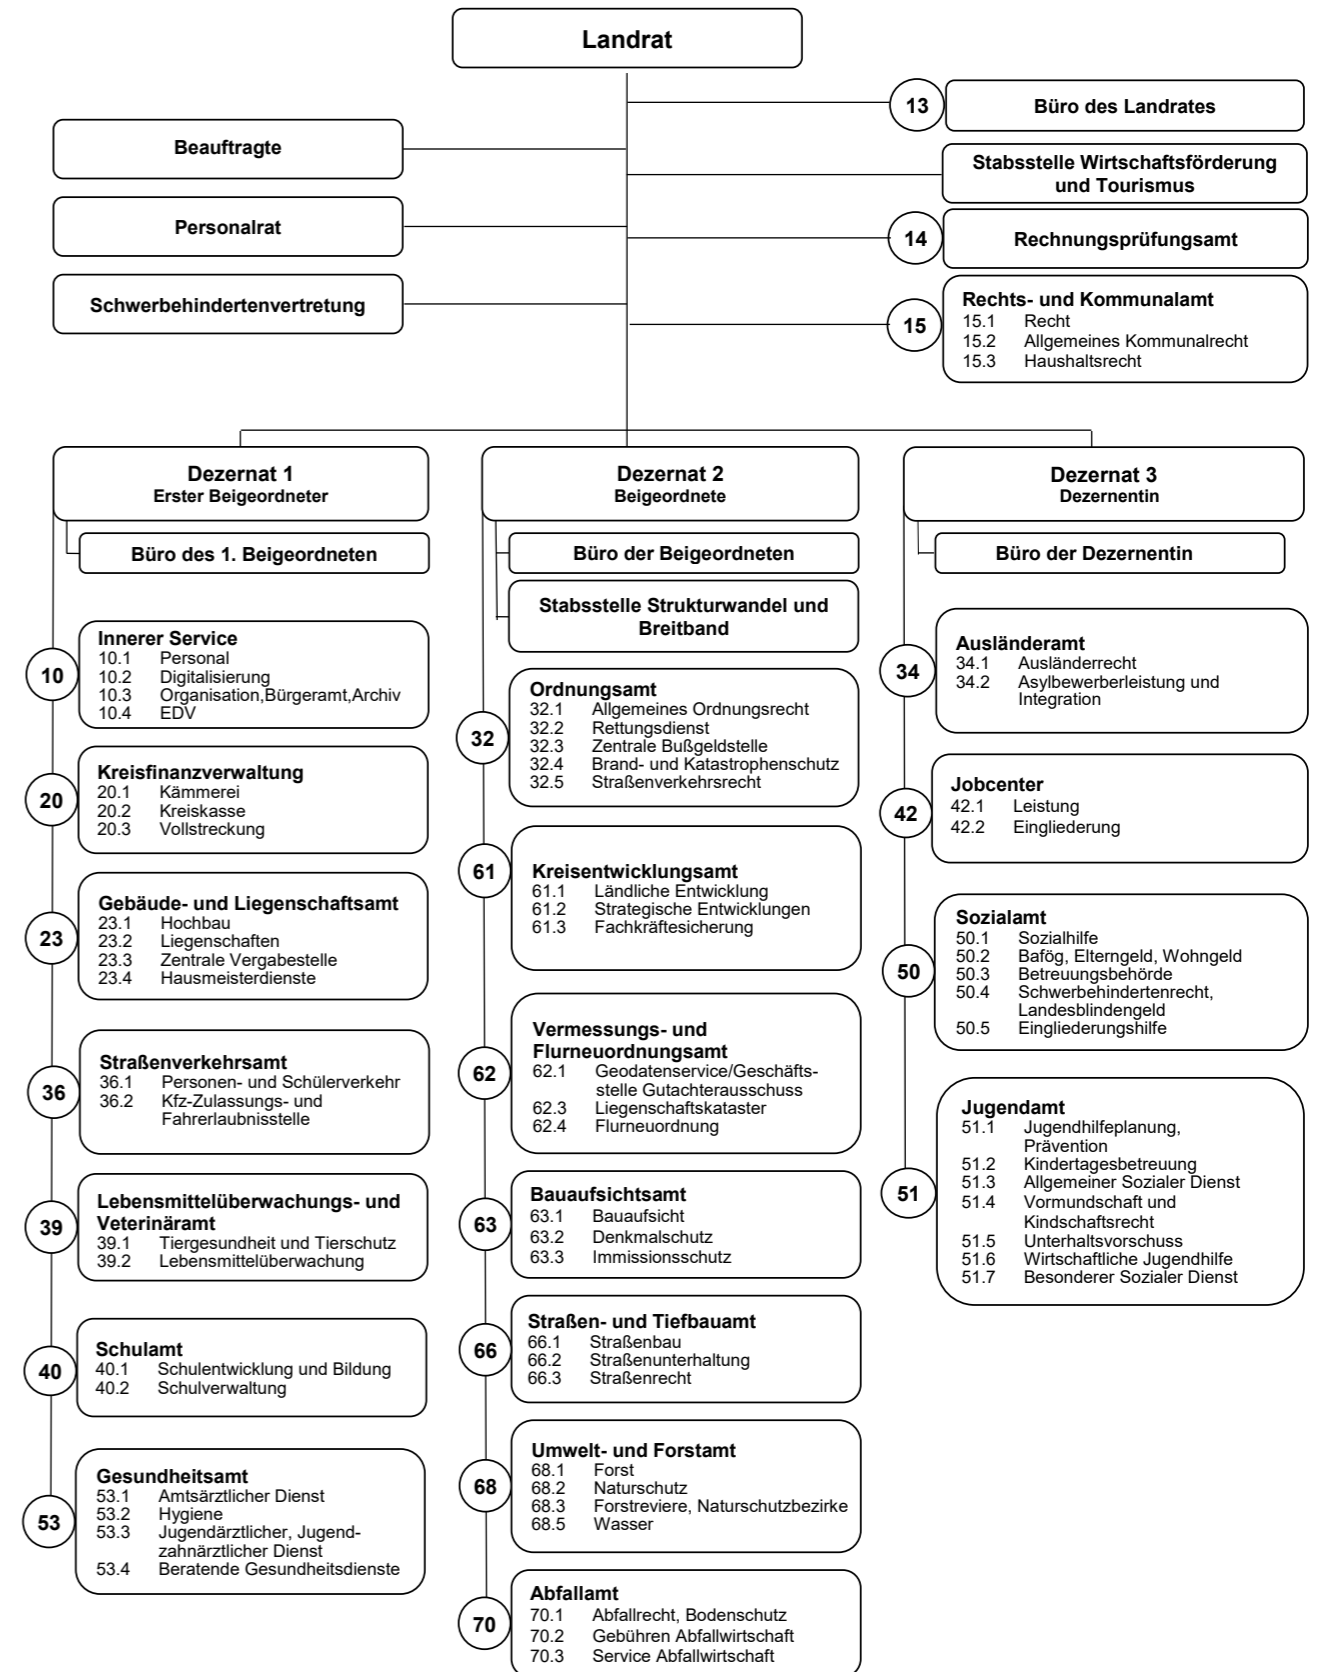 Landrat
13
Büro des Landrates
Beauftragte
Stabsstelle Wirtschaftsförderung
und Tourismus
Personalrat
14
Rechnungsprüfungsamt
Schwerbehindertenvertretung
15
Rechts- und Kommunalamt
15.1 Recht
15.2 Allgemeines Kommunalrecht
15.3 Haushaltsrecht
Dezernat 1
Erster Beigeordneter
Büro des 1. Beigeordneten
10
Innerer Service
10.1 Personal
10.2 Digitalisierung
10.3 Organisation,Bürgeramt,Archiv
10.4 EDV
20
Kreisfinanzverwaltung
20.1 Kämmerei
20.2 Kreiskasse
20.3 Vollstreckung
23
Gebäude- und Liegenschaftsamt
23.1 Hochbau
23.2 Liegenschaften
23.3 Zentrale Vergabestelle
23.4 Hausmeisterdienste
36
Straßenverkehrsamt
36.1 Personen- und Schülerverkehr
36.2 Kfz-Zulassungs- und
Fahrerlaubnisstelle
39
Lebensmittelüberwachungs- und
Veterinäramt
39.1 Tiergesundheit und Tierschutz
39.2 Lebensmittelüberwachung
40
Schulamt
40.1 Schulentwicklung und Bildung
40.2 Schulverwaltung
53
Gesundheitsamt
53.1 Amtsärztlicher Dienst
53.2 Hygiene
53.3 Jugendärztlicher, Jugend-
zahnärztlicher Dienst
53.4 Beratende Gesundheitsdienste
Dezernat 2
Beigeordnete
Büro der Beigeordneten
Stabsstelle Strukturwandel und
Breitband
32
Ordnungsamt
32.1 Allgemeines Ordnungsrecht
32.2 Rettungsdienst
32.3 Zentrale Bußgeldstelle
32.4 Brand- und Katastrophenschutz
32.5 Straßenverkehrsrecht
61
Kreisentwicklungsamt
61.1 Ländliche Entwicklung
61.2 Strategische Entwicklungen
61.3 Fachkräftesicherung
62
Vermessungs- und
Flurneuordnungsamt
62.1 Geodatenservice/Geschäfts-
stelle Gutachterausschuss
62.3 Liegenschaftskataster
62.4 Flurneuordnung
63
Bauaufsichtsamt
63.1 Bauaufsicht
63.2 Denkmalschutz
63.3 Immissionsschutz
66
Straßen- und Tiefbauamt
66.1 Straßenbau
66.2 Straßenunterhaltung
66.3 Straßenrecht
68
Umwelt- und Forstamt
68.1 Forst
68.2 Naturschutz
68.3 Forstreviere, Naturschutzbezirke
68.5 Wasser
70
Abfallamt
70.1 Abfallrecht, Bodenschutz
70.2 Gebühren Abfallwirtschaft
70.3 Service Abfallwirtschaft
Dezernat 3
Dezernentin
Büro der Dezernentin
34
Ausländeramt
34.1 Ausländerrecht
34.2 Asylbewerberleistung und
Integration
42
Jobcenter
42.1 Leistung
42.2 Eingliederung
50
Sozialamt
50.1 Sozialhilfe
50.2 Bafög, Elterngeld, Wohngeld
50.3 Betreuungsbehörde
50.4 Schwerbehindertenrecht,
Landesblindengeld
50.5 Eingliederungshilfe
51
Jugendamt
51.1 Jugendhilfeplanung,
Prävention
51.2 Kindertagesbetreuung
51.3 Allgemeiner Sozialer Dienst
51.4 Vormundschaft und
Kindschaftsrecht
51.5 Unterhaltsvorschuss
51.6 Wirtschaftliche Jugendhilfe
51.7 Besonderer Sozialer Dienst